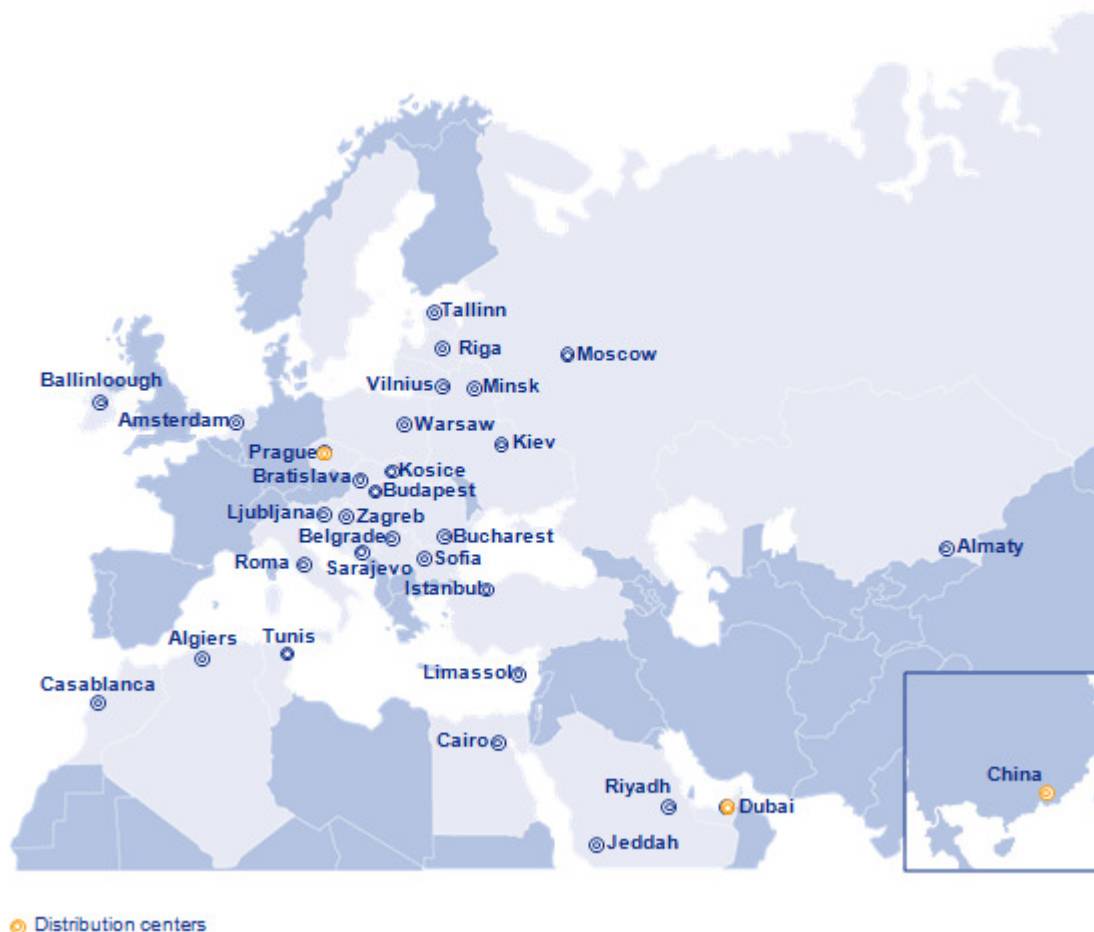 Tallinn
Riga
Moscow
Ballinloough
Vilnius
Minsk
Amsterdam
Warsaw
Kiev
Prague
Kosice
Bratislava
Budapest
Ljubljana
Zagreb
Belgrade
Bucharest
Almaty
Roma
Sarajevo
Sofia
Istanbul
Algiers
Tunis
Limassol
Casablanca
Cairo
China
Riyadh
Dubai
Jeddah
Distribution centers